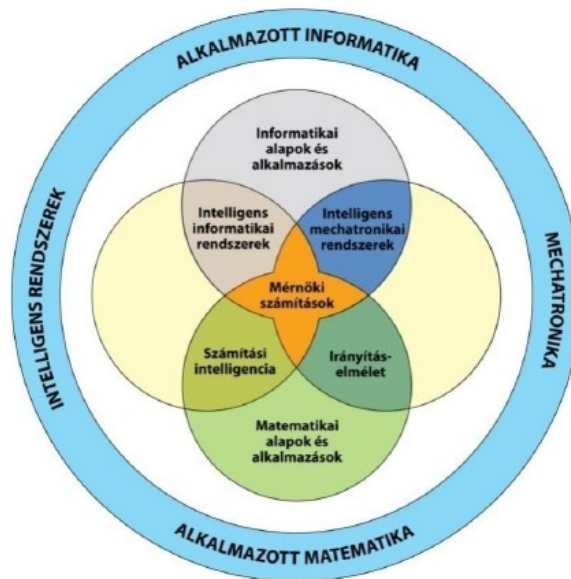 ALKALMAZOTT INFORMATIKA
INTELLIGENS RENDSZEREK
MECHATRONIKA
Informatikai
alapok és
alkalmazások
Intelligens
informatikai
rendszerek
Intelligens
mechatronikai
rendszerek
Mérnöki
számítások
Számítási
intelligencia
Irányítás-
elmélet
Matematikai
alapok és
alkalmazások
ALKALMAZOTT MATEMATIKA